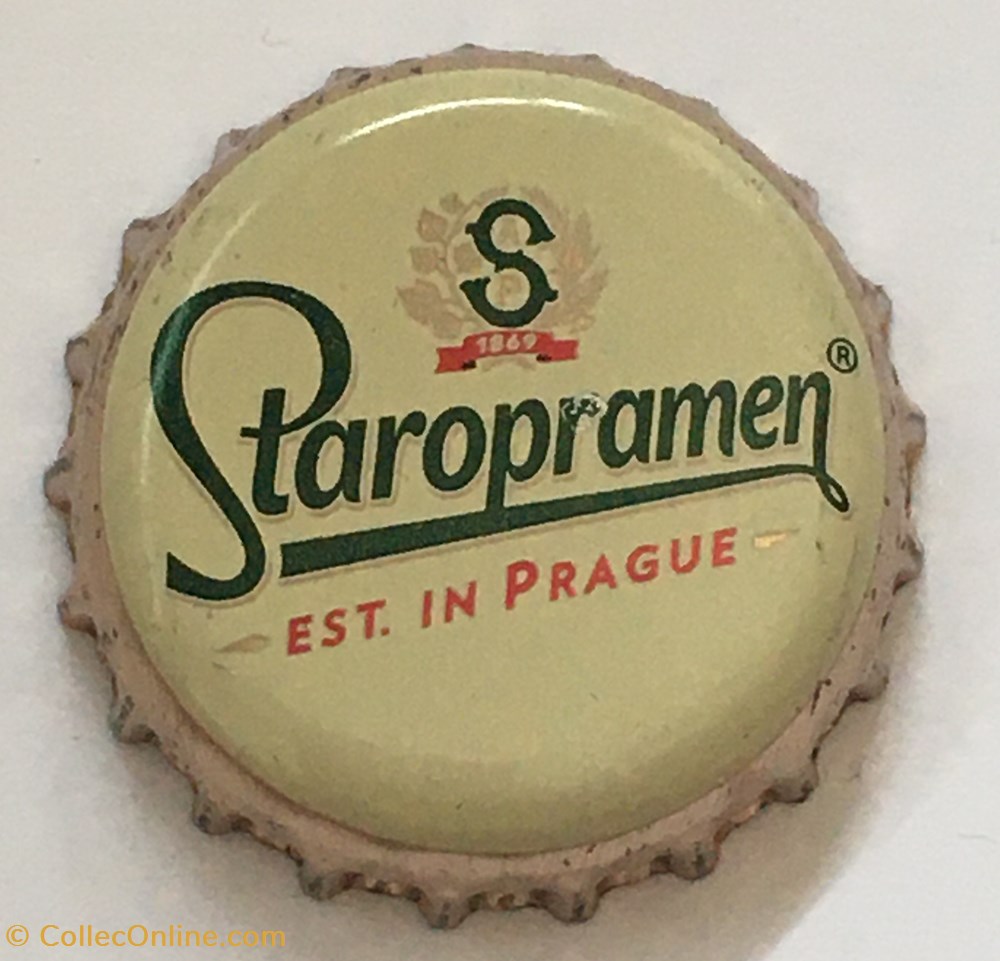 S
1869
Staropramen®
EST. IN PRAGUE
© CollecOnline.com